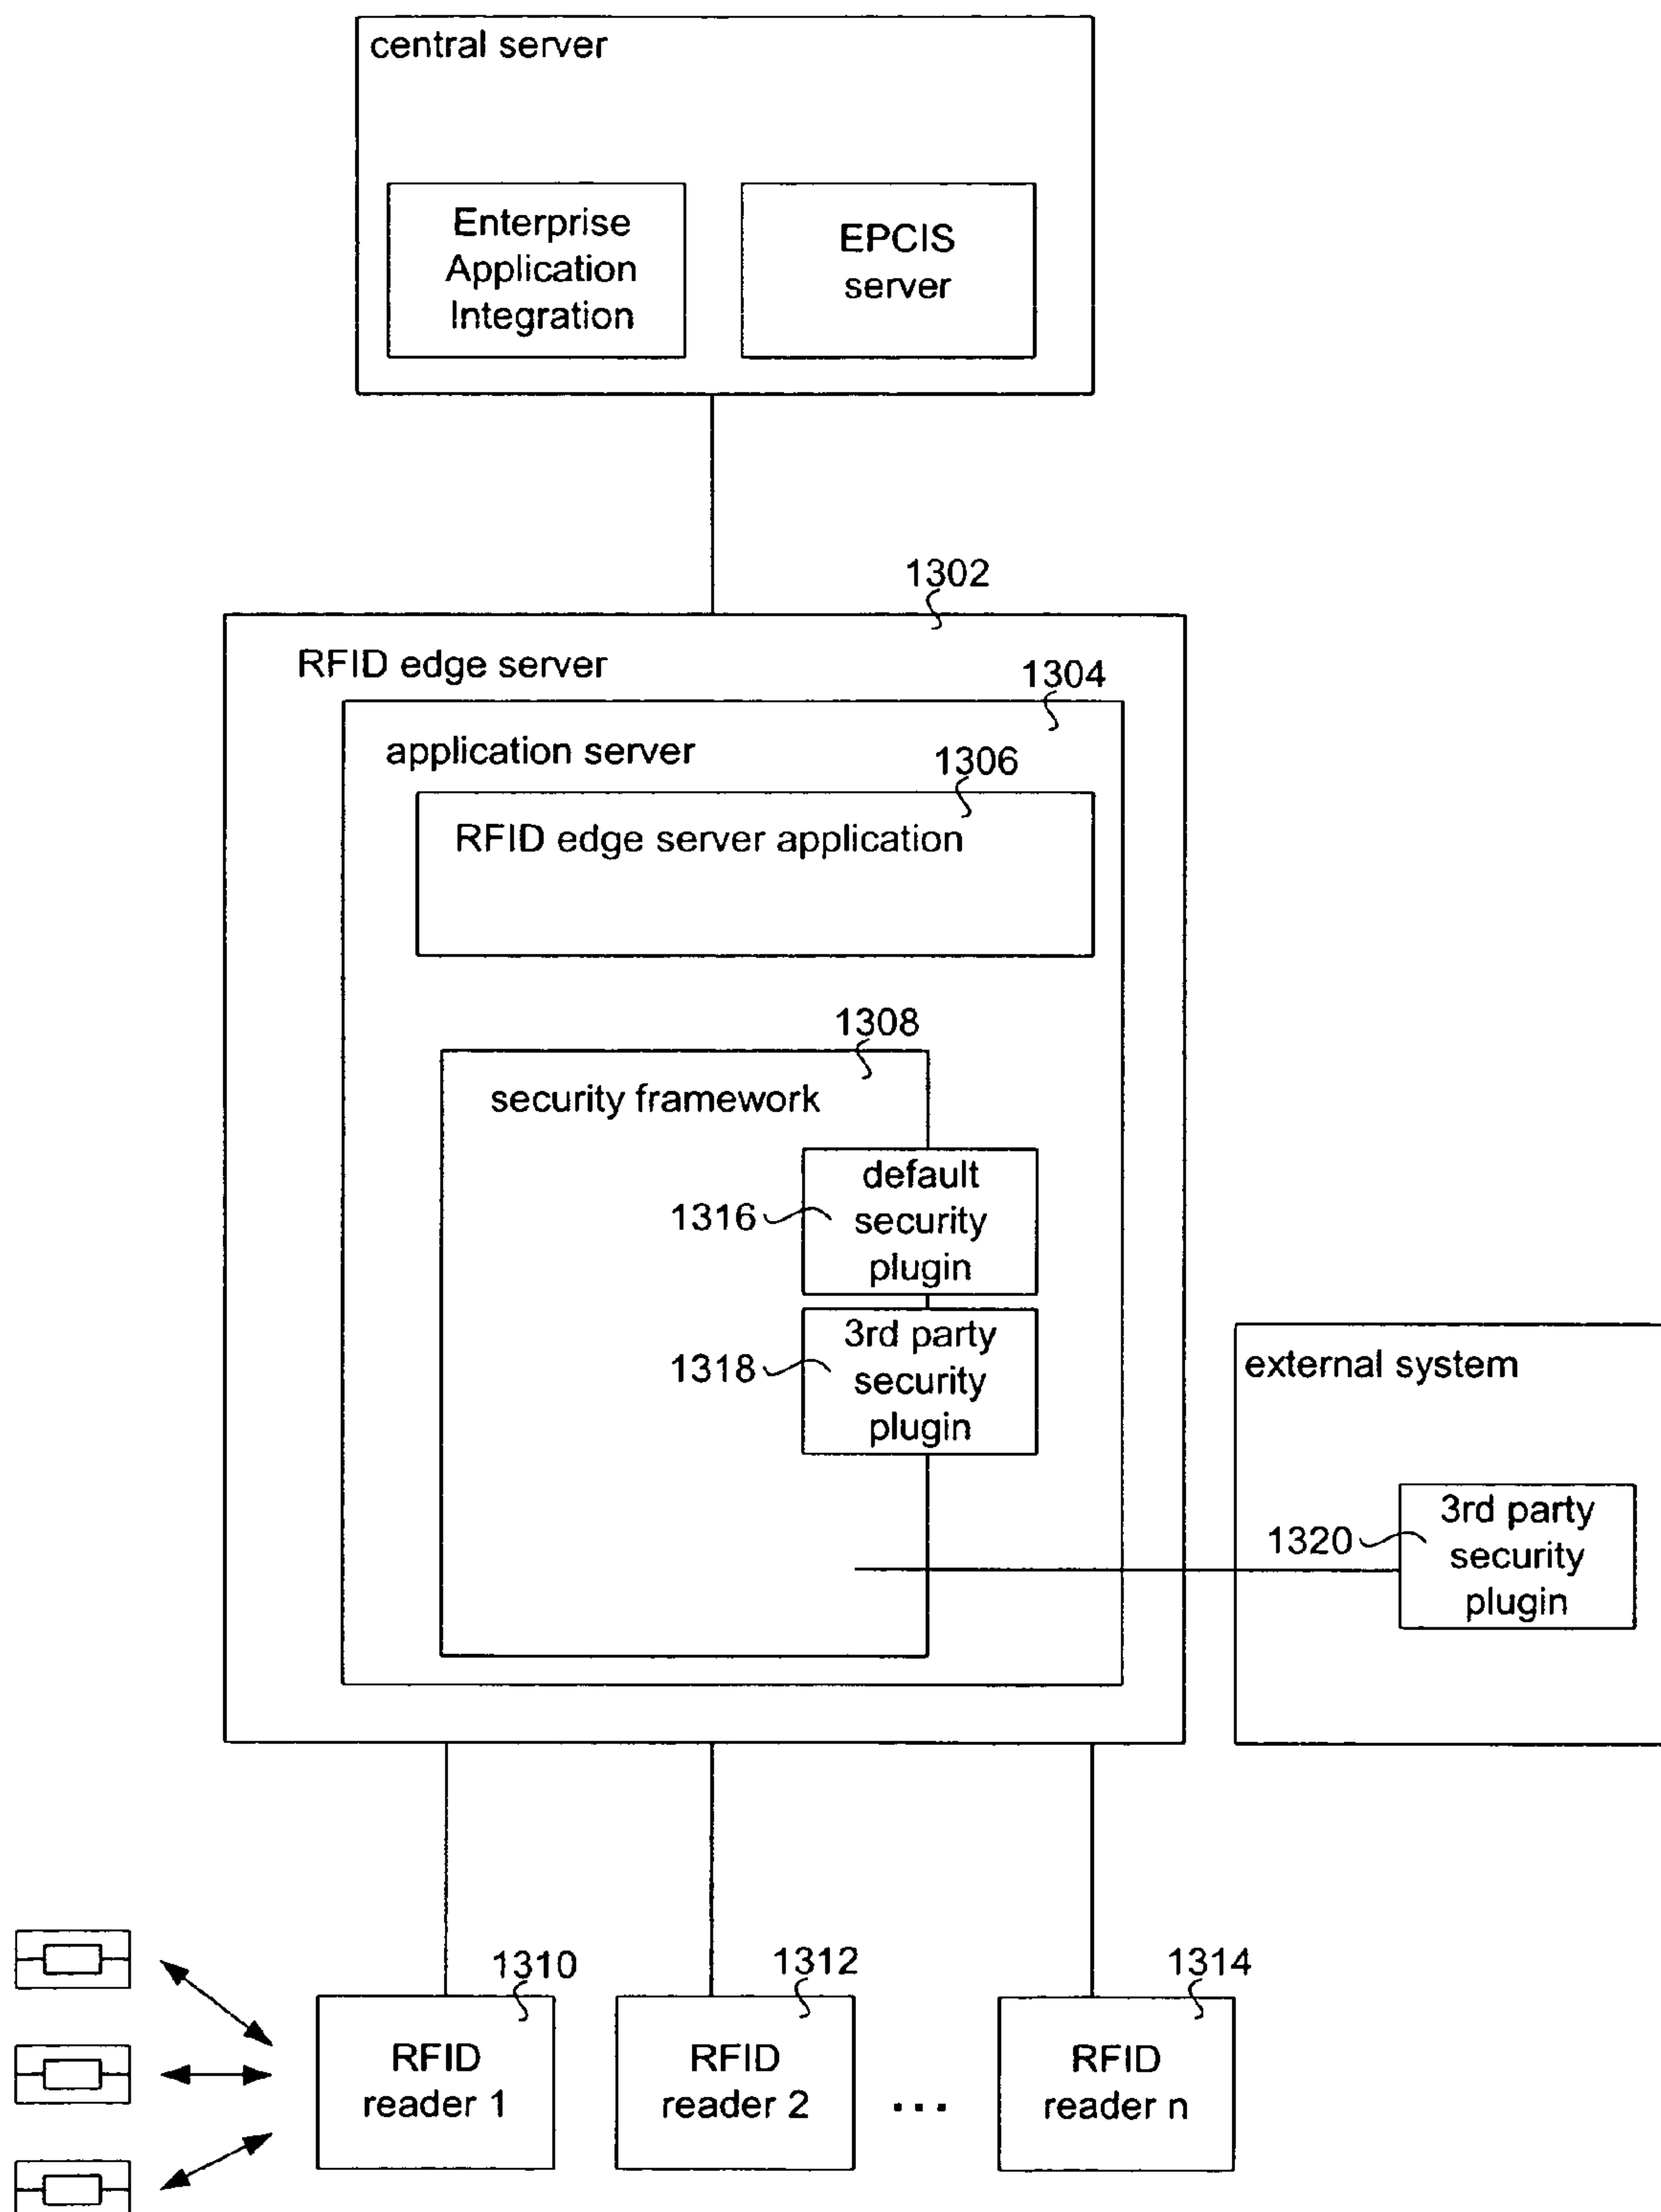 central server
Enterprise
Application
Integration
EPCIS
server
1302
RFID edge server
1304
application server
1306
RFID edge server application
1308
security framework
default
security
plugin
1316
3rd party
security
plugin
1318
external system
3rd party
security
plugin
1320
1310
RFID
reader 1
1312
RFID
reader 2
...
1314
RFID
reader n